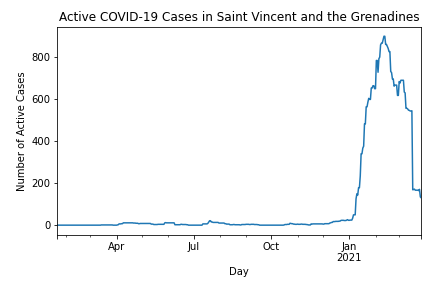 Active COVID-19 Cases in Saint Vincent and the Grenadines
Number of Active Cases
800
600
400
200
0
Apr
Jul
Oct
Jan
2021
Day